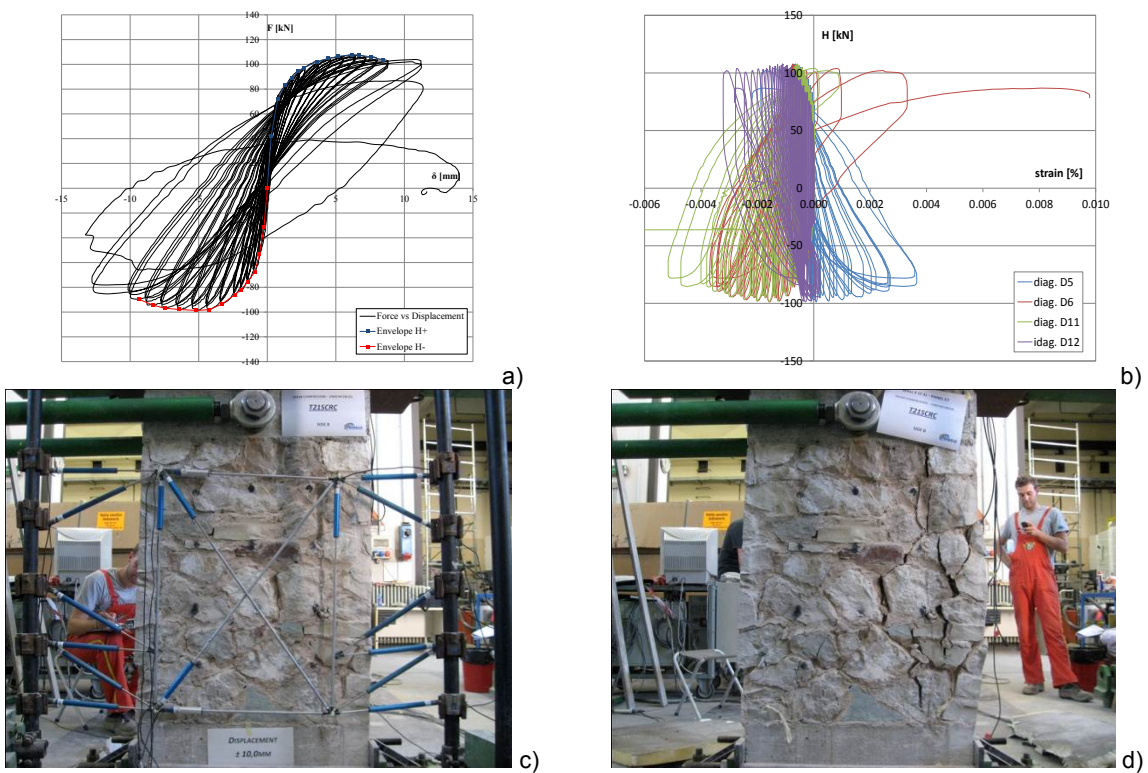 F [kN]
140
120
100
80
60
40
20
0
-20
-40
-60
-80
-100
-120
-140
-15
-10
-5
0
5
10
15
δ [mm]
Force vs Displacement
Envelope H+
Envelope H-
a)
H [kN]
150
100
50
0
-50
-100
-150
strain [%]
-0.006
-0.004
-0.002
0.000
0.002
0.004
0.006
0.008
0.010
diag. D5
diag. D6
diag. D11
idag. D12
b)
T21SCRC
SIDE B
DISPLACEMENT
± 10,0MM
c)
T21SCRC
SIDE B
d)